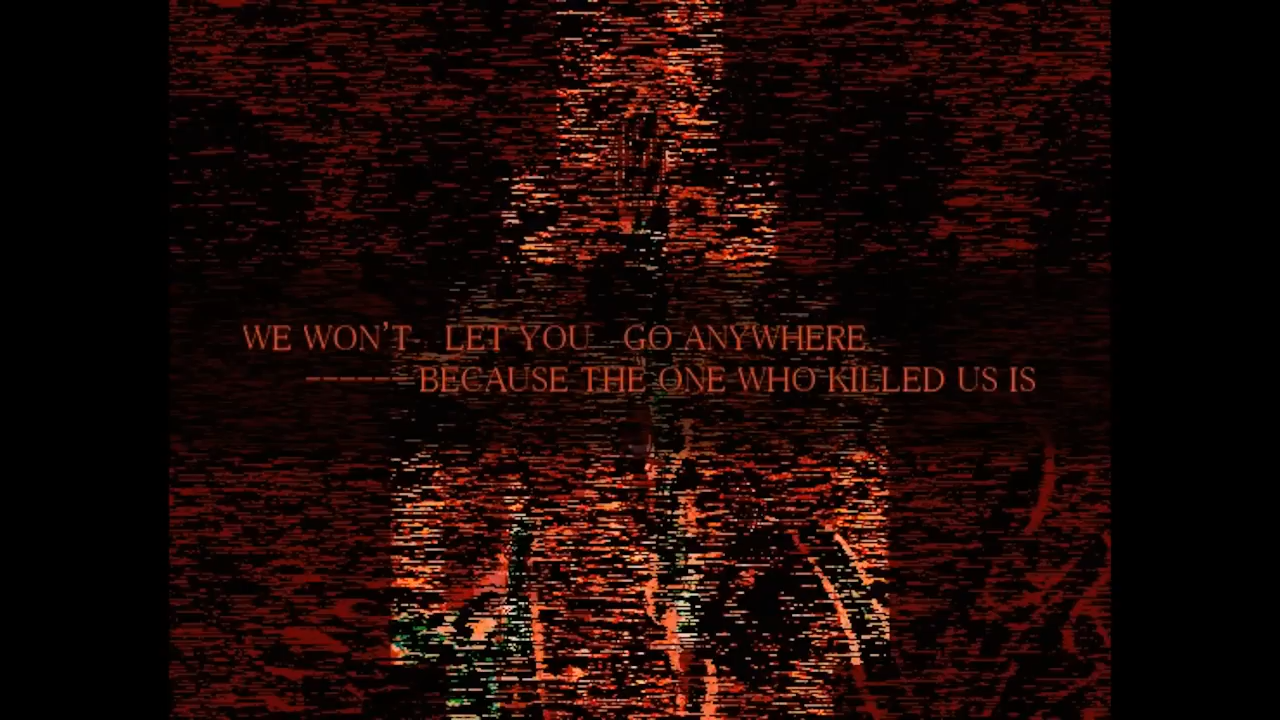 WE WON'T LET YOU GO ANYWHERE
------ BECAUSE THE ONE WHO KILLED US IS